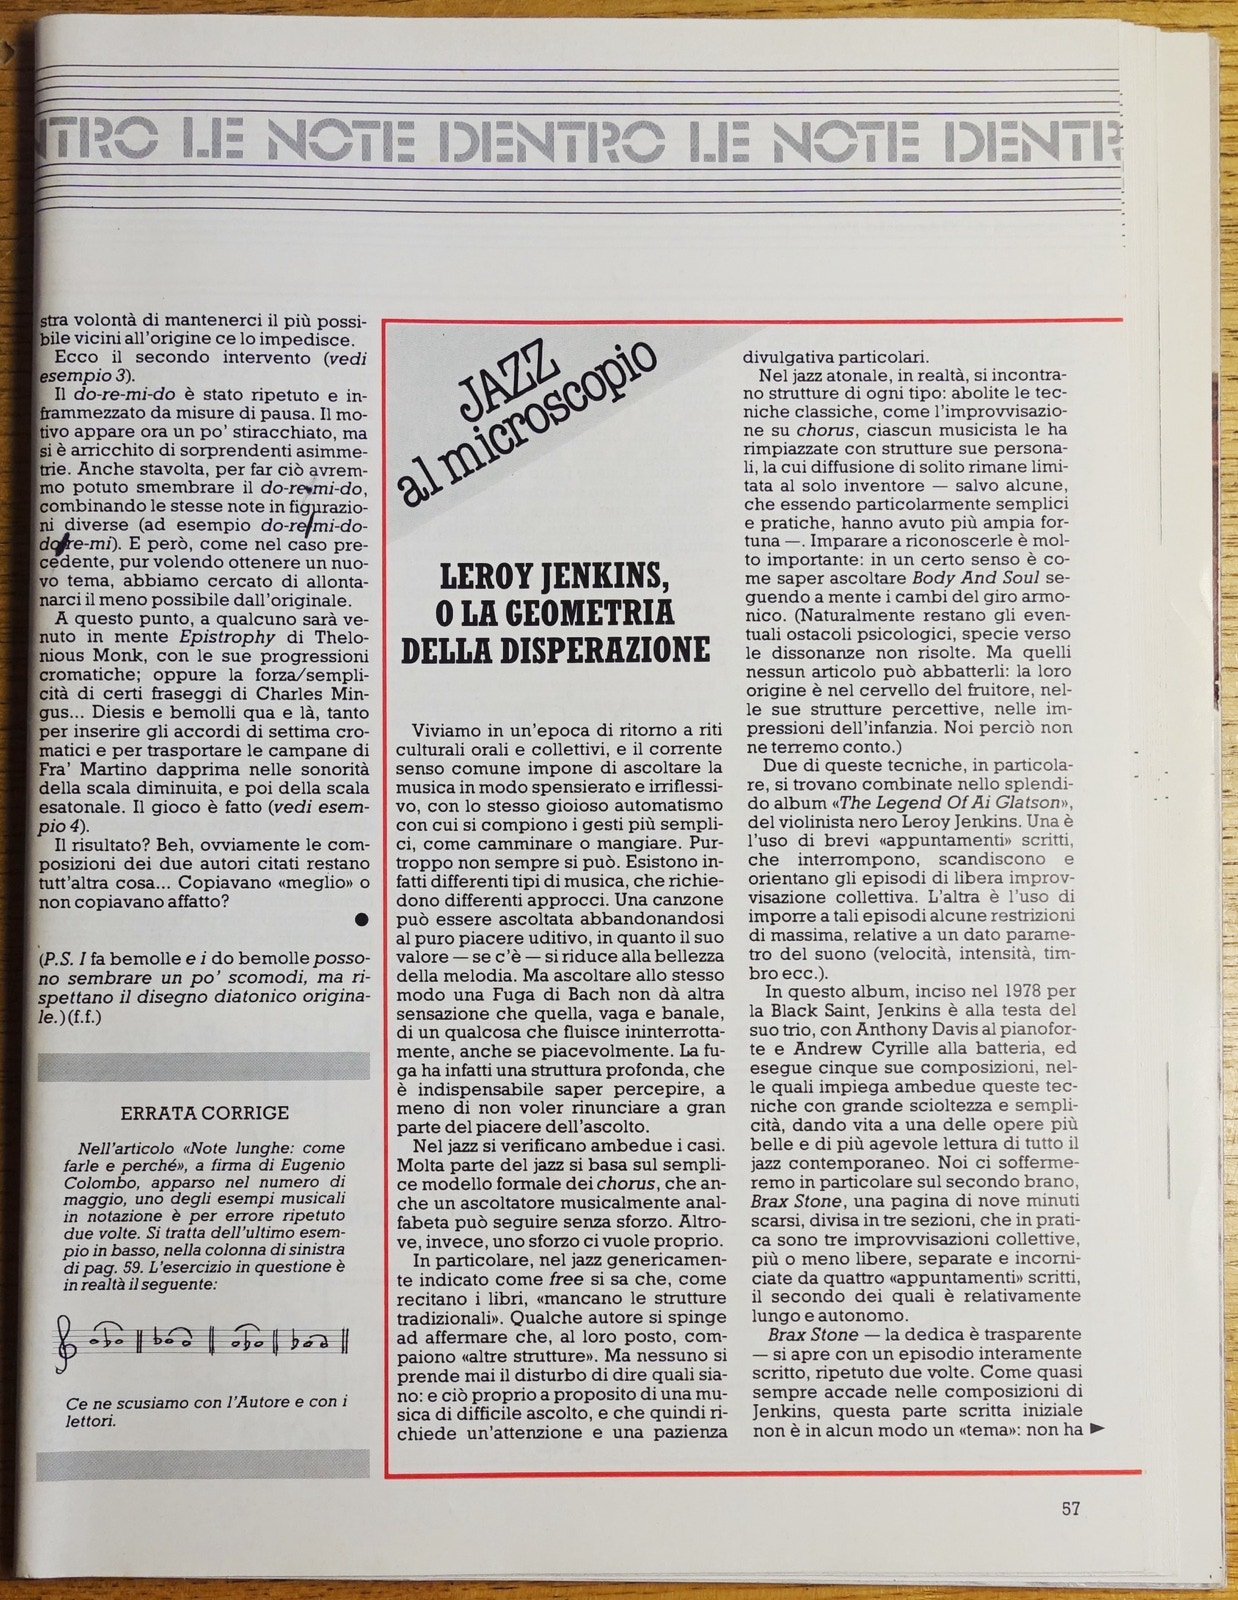 NTRO LE NOTE DENTRO LE NOTE DENTR
stra volontà di mantenerci il più possi-
bile vicini all'origine ce lo impedisce.
Ecco il secondo intervento (vedi
esempio 3).
Il do-re-mi-do è stato ripetuto e in-
frammezzato da misure di pausa. Il mo-
tivo appare ora un po' stiracchiato, ma
si è arricchito di sorprendenti asimme-
trie. Anche stavolta, per far ciò avrem-
mo potuto smembrare il do-re-mi-do,
combinando le stesse note in figurazio-
ni diverse (ad esempio do-re/mi-do-
do/re-mi). E però, come nel caso pre-
cedente, pur volendo ottenere un nuo-
vo tema, abbiamo cercato di allonta-
narci il meno possibile dall'originale.
A questo punto, a qualcuno sarà ve-
nuto in mente Epistrophy di Thelo-
nious Monk, con le sue progressioni
cromatiche; oppure la forza/sempli-
cità di certi fraseggi di Charles Min-
gus... Diesis e bemolli qua e là, tanto
per inserire gli accordi di settima cro-
matici e per trasportare le campane di
Fra' Martino dapprima nelle sonorità
della scala diminuita, e poi della scala
esatonale. Il gioco è fatto (vedi esem-
pio 4).
Il risultato? Beh, ovviamente le com-
posizioni dei due autori citati restano
tutt'altra cosa... Copiavano «meglio» o
non copiavano affatto?
(P.S. I fa bemolle e i do bemolle posso-
no sembrare un po' scomodi, ma ri-
spettano il disegno diatonico origina-
le.) (f.f.)
ERRATA CORRIGE
Nell'articolo «Note lunghe: come
farle e perché», a firma di Eugenio
Colombo, apparso nel numero di
maggio, uno degli esempi musicali
in notazione è per errore ripetuto
due volte. Si tratta dell'ultimo esem-
pio in basso, nella colonna di sinistra
di pag. 59. L'esercizio in questione è
in realtà il seguente:
Ce ne scusiamo con l'Autore e con i
lettori.
JAZZ
al microscopio
LEROY JENKINS,
O LA GEOMETRIA
DELLA DISPERAZIONE
Viviamo in un'epoca di ritorno a riti
culturali orali e collettivi, e il corrente
senso comune impone di ascoltare la
musica in modo spensierato e irriflessi-
vo, con lo stesso gioioso automatismo
con cui si compiono i gesti più sempli-
ci, come camminare o mangiare. Pur-
troppo non sempre si può. Esistono in-
fatti differenti tipi di musica, che richie-
dono differenti approcci. Una canzone
può essere ascoltata abbandonandosi
al puro piacere uditivo, in quanto il suo
valore — se c'è — si riduce alla bellezza
della melodia. Ma ascoltare allo stesso
modo una Fuga di Bach non dà altra
sensazione che quella, vaga e banale,
di un qualcosa che fluisce ininterrotta-
mente, anche se piacevolmente. La fu-
ga ha infatti una struttura profonda, che
è indispensabile saper percepire, a
meno di non voler rinunciare a gran
parte del piacere dell'ascolto.
Nel jazz si verificano ambedue i casi.
Molta parte del jazz si basa sul sempli-
ce modello formale dei chorus, che an-
che un ascoltatore musicalmente anal-
fabeta può seguire senza sforzo. Altro-
ve, invece, uno sforzo ci vuole proprio.
In particolare, nel jazz genericamen-
te indicato come free si sa che, come
recitano i libri, «mancano le strutture
tradizionali». Qualche autore si spinge
ad affermare che, al loro posto, com-
paiono «altre strutture». Ma nessuno si
prende mai il disturbo di dire quali sia-
no: e ciò proprio a proposito di una mu-
sica di difficile ascolto, e che quindi ri-
chiede un'attenzione e una pazienza
divulgativa particolari.
Nel jazz atonale, in realtà, si incontra-
no strutture di ogni tipo: abolite le tec-
niche classiche, come l'improvvisazio-
ne su chorus, ciascun musicista le ha
rimpiazzate con strutture sue persona-
li, la cui diffusione di solito rimane limi-
tata al solo inventore — salvo alcune,
che essendo particolarmente semplici
e pratiche, hanno avuto più ampia for-
tuna —. Imparare a riconoscerle è mol-
to importante: in un certo senso è co-
me saper ascoltare Body And Soul se-
guendo a mente i cambi del giro armo-
nico. (Naturalmente restano gli even-
tuali ostacoli psicologici, specie verso
le dissonanze non risolte. Ma quelli
nessun articolo può abbatterli: la loro
origine è nel cervello del fruitore, nel-
le sue strutture percettive, nelle im-
pressioni dell'infanzia. Noi perciò non
ne terremo conto.)
Due di queste tecniche, in particola-
re, si trovano combinate nello splendi-
do album «The Legend Of Ai Glatson»,
del violinista nero Leroy Jenkins. Una è
l'uso di brevi «appuntamenti» scritti,
che interrompono, scandiscono e
orientano gli episodi di libera improv-
visazione collettiva. L'altra è l'uso di
imporre a tali episodi alcune restrizioni
di massima, relative a un dato parame-
tro del suono (velocità, intensità, tim-
bro ecc.).
In questo album, inciso nel 1978 per
la Black Saint, Jenkins è alla testa del
suo trio, con Anthony Davis al pianofor-
te e Andrew Cyrille alla batteria, ed
esegue cinque sue composizioni, nel-
le quali impiega ambedue queste tec-
niche con grande scioltezza e sempli-
cità, dando vita a una delle opere più
belle e di più agevole lettura di tutto il
jazz contemporaneo. Noi ci sofferme-
remo in particolare sul secondo brano,
Brax Stone, una pagina di nove minuti
scarsi, divisa in tre sezioni, che in prati-
ca sono tre improvvisazioni collettive,
più o meno libere, separate e incorni-
ciate da quattro «appuntamenti» scritti,
il secondo dei quali è relativamente
lungo e autonomo.
Brax Stone — la dedica è trasparente
— si apre con un episodio interamente
scritto, ripetuto due volte. Come quasi
sempre accade nelle composizioni di
Jenkins, questa parte scritta iniziale
non è in alcun modo un «tema»: non ha ►
57